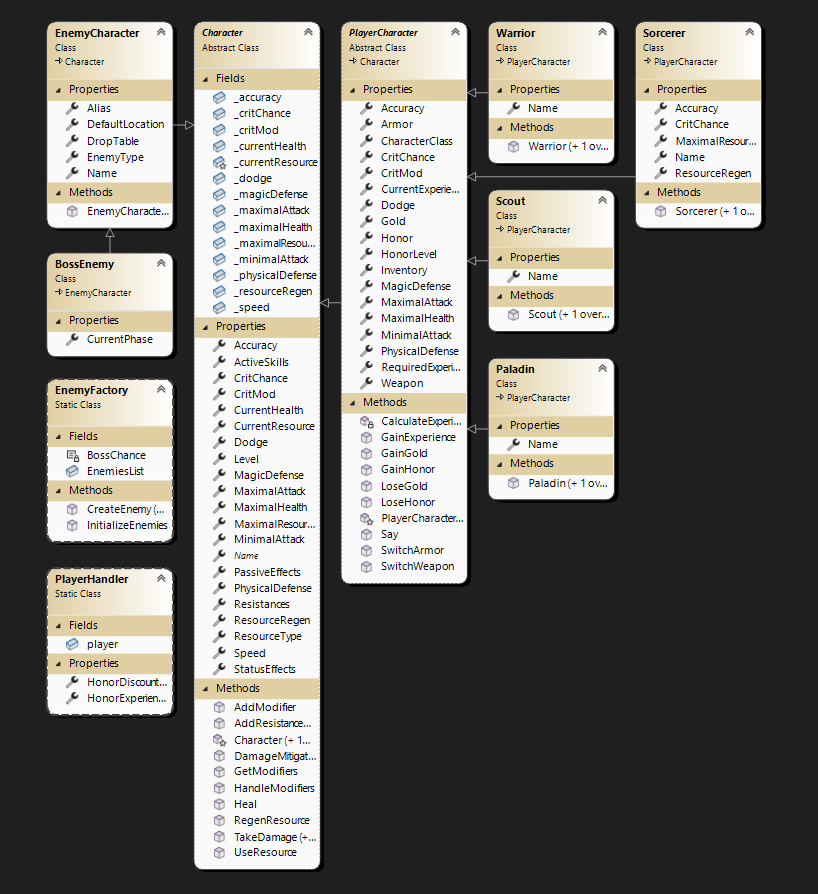 EnemyCharacter
Class
→ Character
Properties
Alias
DefaultLocation
DropTable
EnemyType
Name
Methods
EnemyCharacte...
BossEnemy
Class
→ EnemyCharacter
Properties
CurrentPhase
EnemyFactory
Static Class
Fields
BossChance
EnemiesList
Methods
CreateEnemy (...
InitializeEnemies
PlayerHandler
Static Class
Fields
player
Properties
HonorDiscount...
HonorExperien...
Character
Abstract Class
Fields
_accuracy
_critChance
_critMod
_currentHealth
_currentResource
_dodge
_magicDefense
_maximalAttack
_maximalHealth
_maximalResou...
_minimalAttack
_physicalDefense
_resourceRegen
_speed
Properties
Accuracy
ActiveSkills
CritChance
CritMod
CurrentHealth
CurrentResource
Dodge
Level
MagicDefense
MaximalAttack
MaximalHealth
MaximalResour...
MinimalAttack
Name
PassiveEffects
PhysicalDefense
Resistances
ResourceRegen
ResourceType
Speed
StatusEffects
Methods
AddModifier
AddResistance...
Character (+ 1...
DamageMitigat...
GetModifiers
HandleModifiers
Heal
RegenResource
TakeDamage (+...
UseResource
PlayerCharacter
Abstract Class
→ Character
Properties
Accuracy
Armor
CharacterClass
CritChance
CritMod
CurrentExperie...
Dodge
Gold
Honor
HonorLevel
Inventory
MagicDefense
MaximalAttack
MaximalHealth
MinimalAttack
PhysicalDefense
RequiredExperi...
Weapon
Methods
CalculateExperi...
GainExperience
GainGold
GainHonor
LoseGold
LoseHonor
PlayerCharacter...
Say
SwitchArmor
SwitchWeapon
Warrior
Class
→ PlayerCharacter
Properties
Name
Methods
Warrior (+ 1 ov...
Scout
Class
→ PlayerCharacter
Properties
Name
Methods
Scout (+ 1 over...
Paladin
Class
→ PlayerCharacter
Properties
Name
Methods
Paladin (+ 1 ov...
Sorcerer
Class
→ PlayerCharacter
Properties
Accuracy
CritChance
MaximalResour...
Name
ResourceRegen
Methods
Sorcerer (+ 1 o...